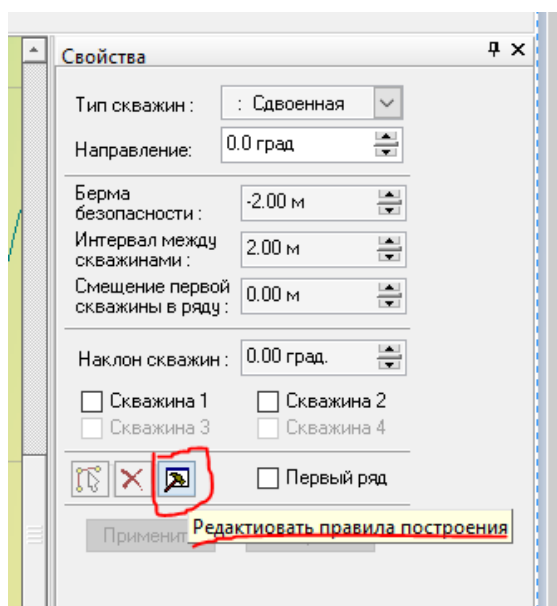 Свойства
Тип скважин : : Сдвоенная
Направление: 0.0 град
Берма
безопасности : -2.00 м
Интервал между
скважинами : 2.00 м
Смещение первой
скважины в ряду : 0.00 м
Наклон скважин : 0.00 град.
Скважина 1 Скважина 2
Скважина 3 Скважина 4
Первый ряд
Редактиовать правила построения
Применит